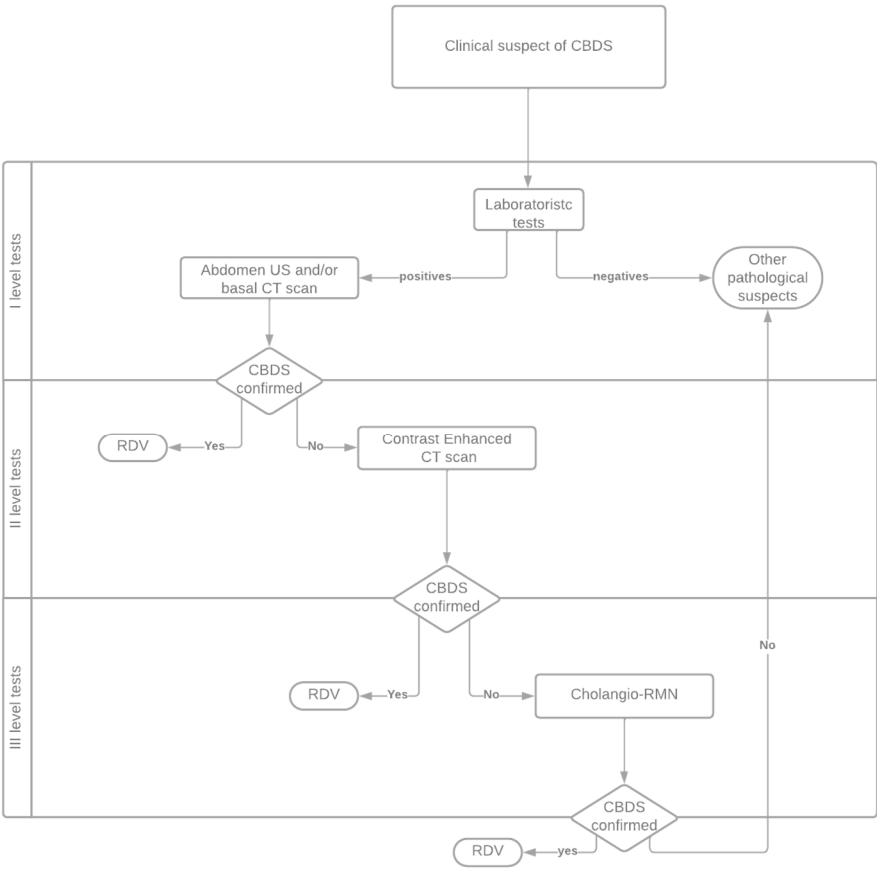 Clinical suspect of CBDS
I level tests
Laboratoristc
tests
positives
negatives
Abdomen US and/or
basal CT scan
Other
pathological
suspects
CBDS
confirmed
II level tests
RDV
Yes
No
Contrast Enhanced
CT scan
CBDS
confirmed
No
III level tests
RDV
Yes
No
Cholangio-RMN
CBDS
confirmed
RDV
yes